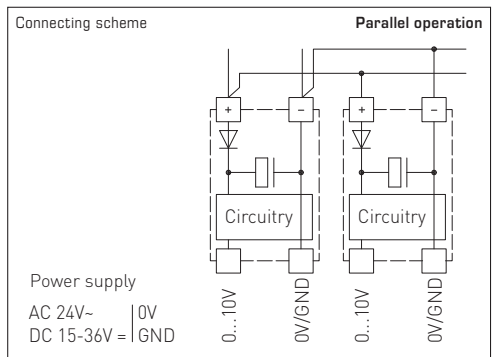 Connecting scheme
Parallel operation
+ − + −
Circuitry Circuitry
Power supply
AC 24V~ | 0V
DC 15-36V = | GND
0...10V
0V/GND
0...10V
0V/GND